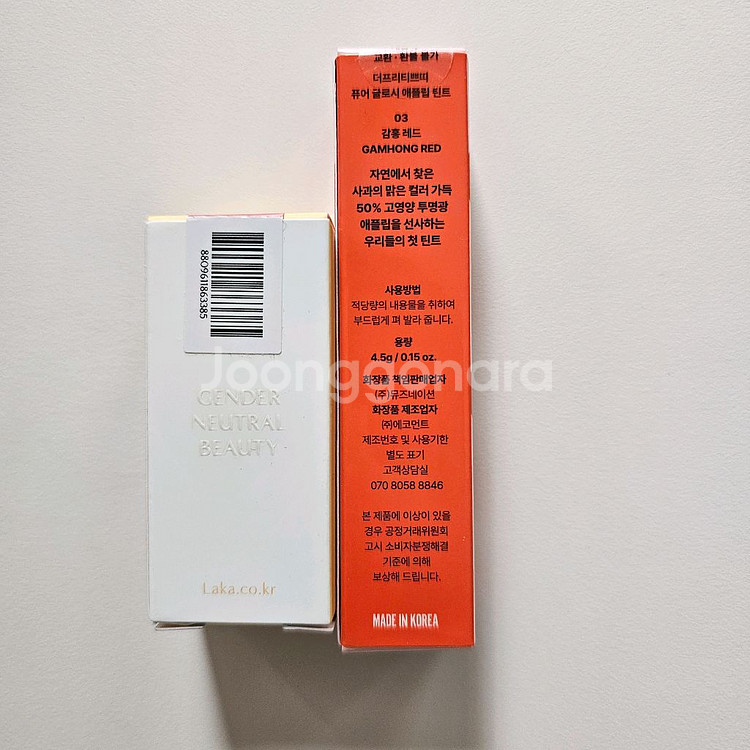 8809611863385
GENDER
NEUTRAL
BEAUTY
Laka.co.kr
교환 · 환불 불가
더프리티쁘띠
퓨어 글로시 애플립 틴트
03
감홍 레드
GAMHONG RED
자연에서 찾은
사과의 맑은 컬러 가득
50% 고영양 투명광
애플립을 선사하는
우리들의 첫 틴트
사용방법
적당량의 내용물을 취하여
부드럽게 펴 발라 줍니다.
용량
4.5g / 0.15 oz.
화장품 책임판매업자
(주)뮤즈네이션
화장품 제조업자
㈜에코먼트
제조번호 및 사용기한
별도 표기
고객상담실
070 8058 8846
본 제품에 이상이 있을
경우 공정거래위원회
고시 소비자분쟁해결
기준에 의해
보상해 드립니다.
MADE IN KOREA
Joonggonara